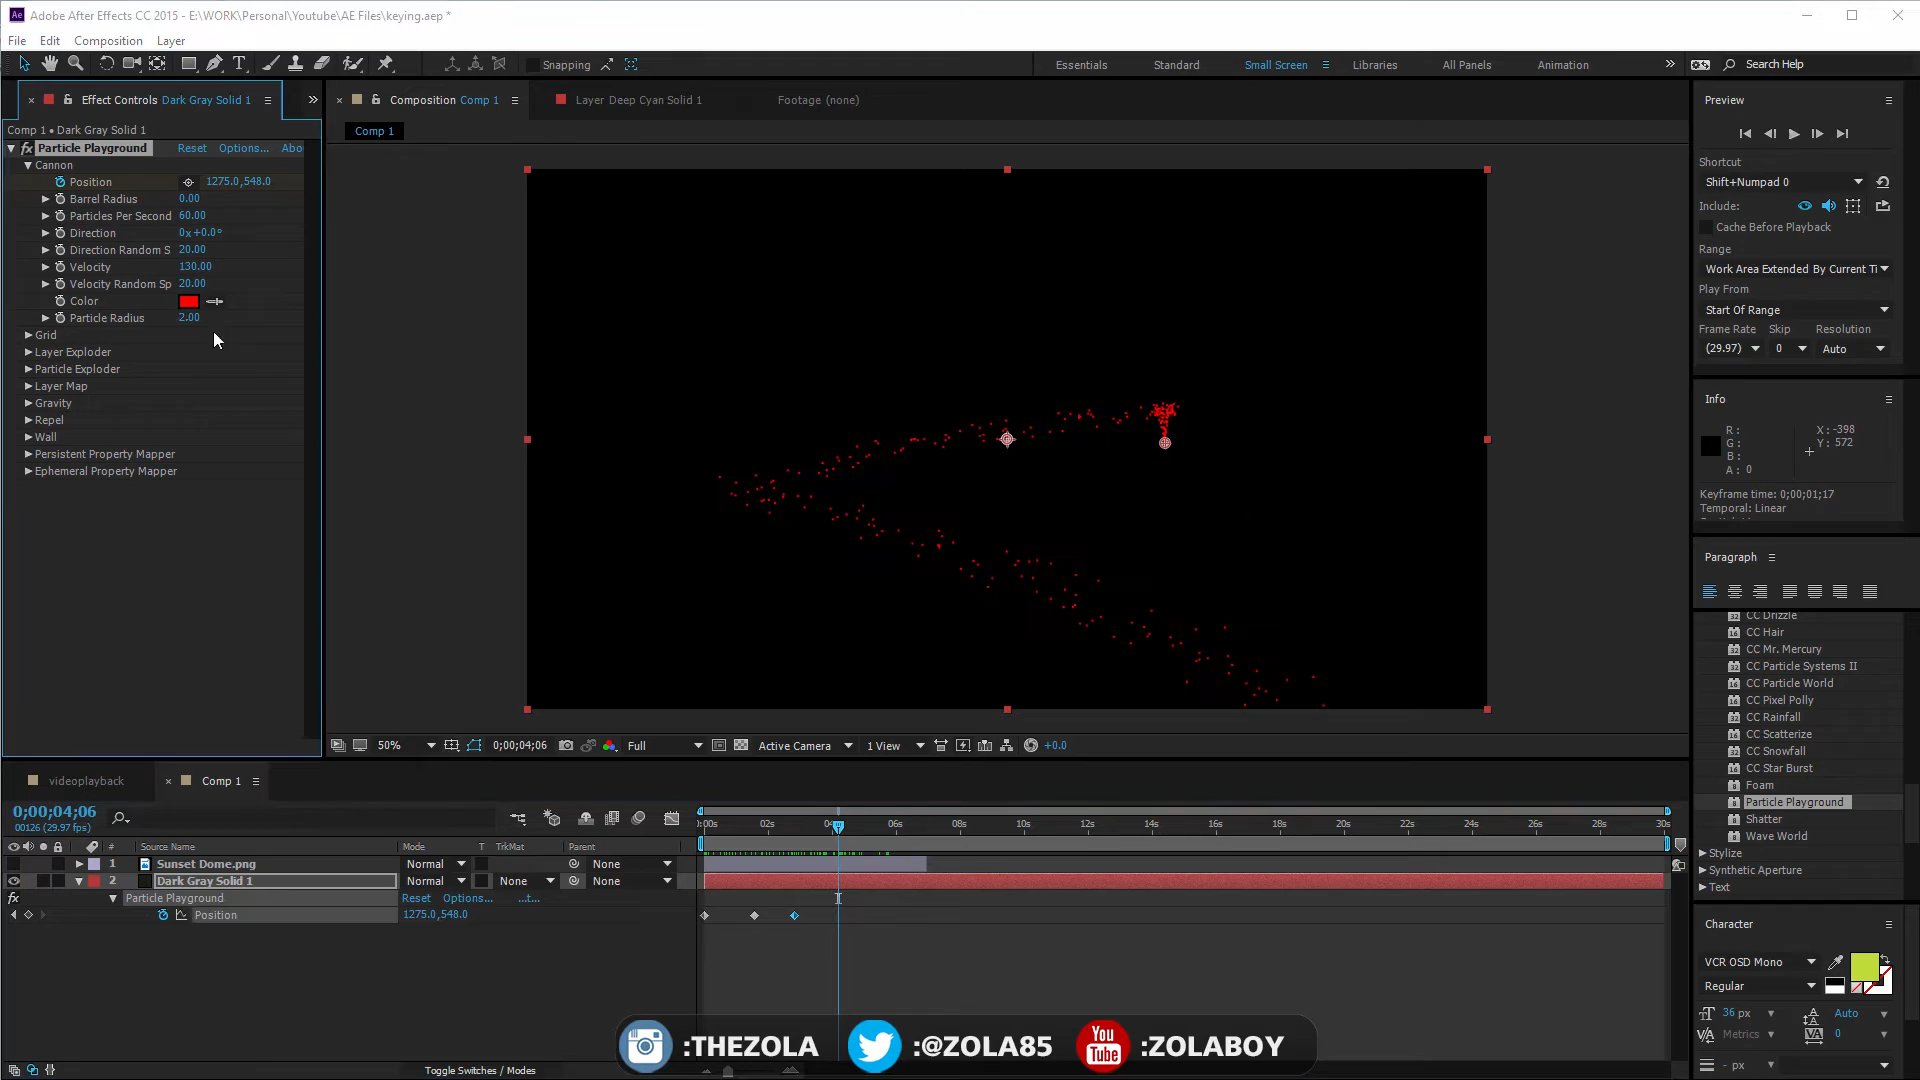 Adobe After Effects CC 2015 - E:\WORK\Personal\Youtube\AE Files\keying.aep *
File Edit Composition Layer
Snapping
Essentials Standard Small Screen Libraries All Panels Animation Search Help
Effect Controls Dark Gray Solid 1
Composition Comp 1 Layer Deep Cyan Solid 1 Footage (none)
Comp 1 • Dark Gray Solid 1
Comp 1
fx Particle Playground Reset Options... Abo
Cannon
Position 1275.0,548.0
Barrel Radius 0.00
Particles Per Second 60.00
Direction 0x+0.0°
Direction Random S 20.00
Velocity 130.00
Velocity Random Sp 20.00
Color
Particle Radius 2.00
Grid
Layer Exploder
Particle Exploder
Layer Map
Gravity
Repel
Wall
Persistent Property Mapper
Ephemeral Property Mapper
50% 0;00;04;06 Full Active Camera 1 View +0.0
Preview
Shortcut
Shift+Numpad 0
Include:
Cache Before Playback
Range
Work Area Extended By Current Ti
Play From
Start Of Range
Frame Rate Skip Resolution
(29.97) 0 Auto
Info
R: X: -398
G: Y: 572
B:
A: 0
Keyframe time: 0;00;01;17
Temporal: Linear
Paragraph
CC Drizzle
CC Hair
CC Mr. Mercury
CC Particle Systems II
CC Particle World
CC Pixel Polly
CC Rainfall
CC Scatterize
CC Snowfall
CC Star Burst
Foam
Particle Playground
Shatter
Wave World
Stylize
Synthetic Aperture
Text
Character
VCR OSD Mono
Regular
36 px Auto
Metrics 0
- px
videoplayback Comp 1
0;00;04;06
00126 (29.97 fps)
:00s 02s 04s 06s 08s 10s 12s 14s 16s 18s 20s 22s 24s 26s 28s 30s
# Source Name Mode T TrkMat Parent
1 Sunset Dome.png Normal None
2 Dark Gray Solid 1 Normal None None
fx Particle Playground Reset Options... ...t...
Position 1275.0,548.0
Toggle Switches / Modes
:THEZOLA :@ZOLA85 You Tube :ZOLABOY